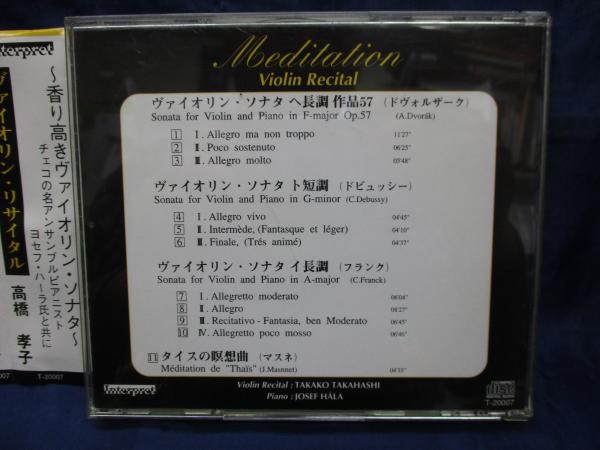 Interpret
〜香り高きヴァイオリン・ソナタ〜
チェコの名アンサンブルピアニスト
ヨセフ・ハーラ氏と共に
ヴァイオリン・リサイタル
高橋 孝子
20007
T-20007
Meditation
Violin Recital
ヴァイオリン・ソナタ ヘ長調 作品57 (ドヴォルザーク)
Sonata for Violin and Piano in F-major Op.57 (A.Dvorák)
1 Ⅰ. Allegro ma non troppo 11'27"
2 Ⅱ. Poco sostenuto 06'25"
3 Ⅲ. Allegro molto 05'48"
ヴァイオリン・ソナタ ト短調 (ドビュッシー)
Sonata for Violin and Piano in G-minor (C.Debussy)
4 Ⅰ. Allegro vivo 04'45"
5 Ⅱ. Intermède, (Fantasque et léger) 04'10"
6 Ⅲ. Finale, (Trés animé) 04'37"
ヴァイオリン・ソナタ イ長調 (フランク)
Sonata for Violin and Piano in A-major (C.Franck)
7 Ⅰ. Allegretto moderato 06'04"
8 Ⅱ. Allegro 08'27"
9 Ⅲ. Recitativo - Fantasia, ben Moderato 06'45"
10 Ⅳ. Allegretto poco mosso 06'46"
11 タイスの瞑想曲 (マスネ)
Méditation de "Thaïs" (J.Masnnet) 04'35"
Violin Recital : TAKAKO TAKAHASHI
Piano : JOSEF HÁLA
Interpret
COMPACT disc
DIGITAL AUDIO
T-20007